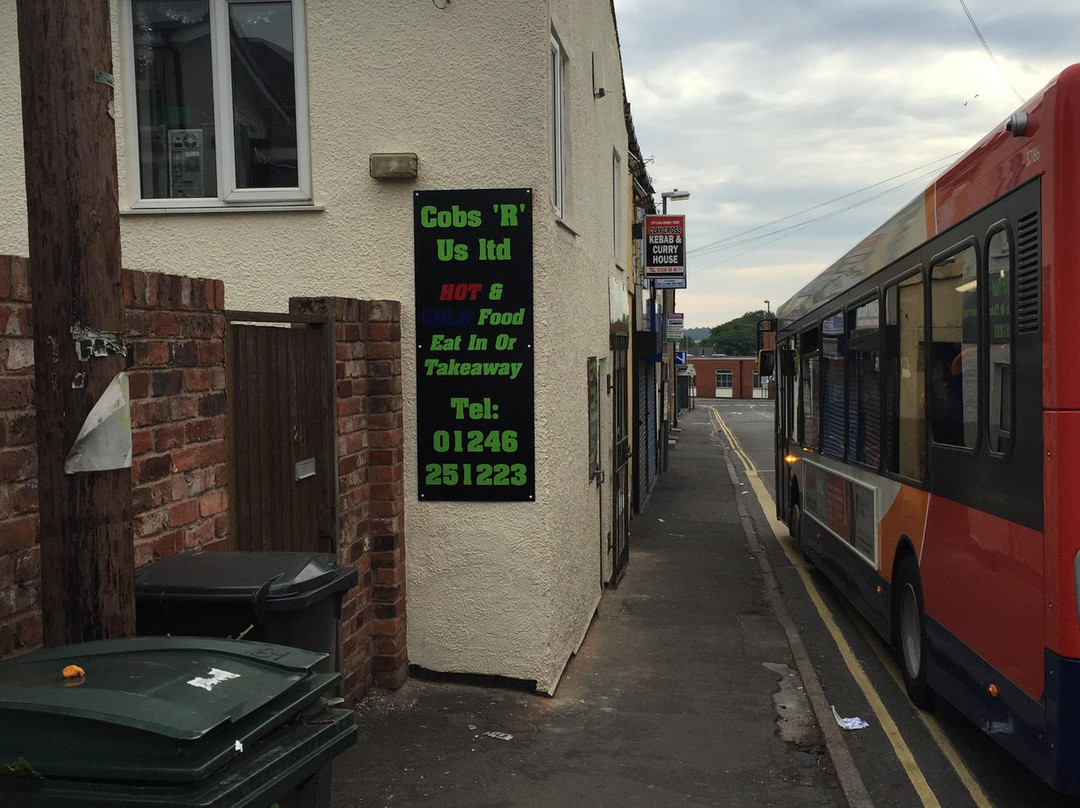 Cobs 'R'
Us ltd
HOT &
COLD Food
Eat In Or
Takeaway
Tel:
01246
251223
CLAY CROSS
KEBAB &
CURRY
HOUSE